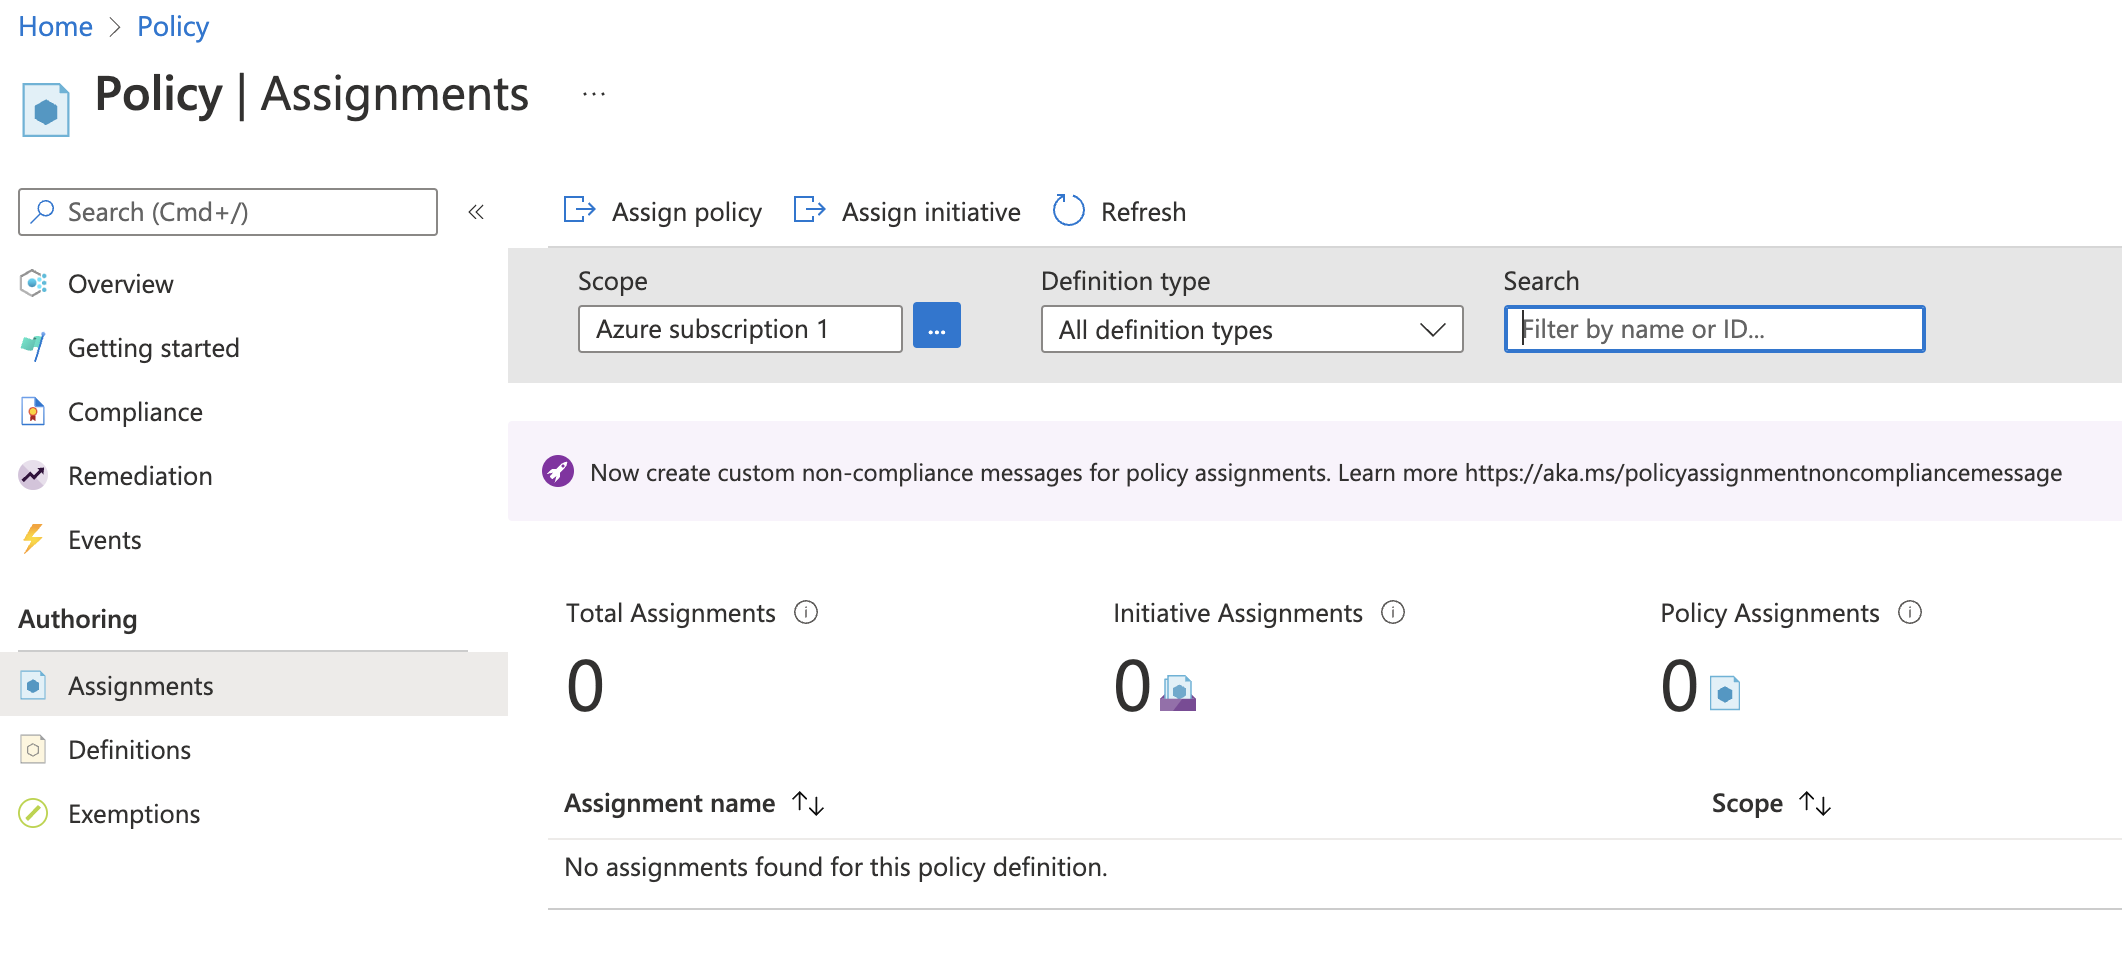 Home > Policy
Policy | Assignments ...
Search (Cmd+/) «
Overview
Getting started
Compliance
Remediation
Events
Authoring
Assignments
Definitions
Exemptions
Assign policy Assign initiative Refresh
Scope Definition type Search
Azure subscription 1 ... All definition types Filter by name or ID...
Now create custom non-compliance messages for policy assignments. Learn more https://aka.ms/policyassignmentnoncompliancemessage
Total Assignments Initiative Assignments Policy Assignments
0 0 0
Assignment name Scope
No assignments found for this policy definition.